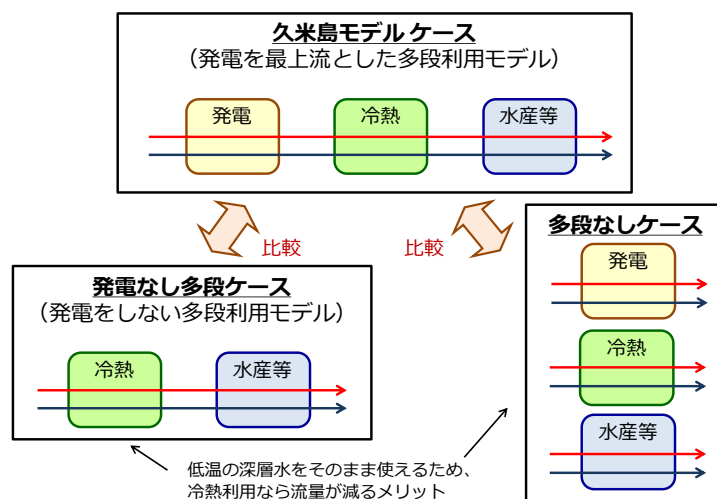 久米島モデルケース
（発電を最上流とした多段利用モデル）
発電
冷熱
水産等
比較
比較
発電なし多段ケース
（発電をしない多段利用モデル）
冷熱
水産等
多段なしケース
発電
冷熱
水産等
低温の深層水をそのまま使えるため、
冷熱利用なら流量が減るメリット